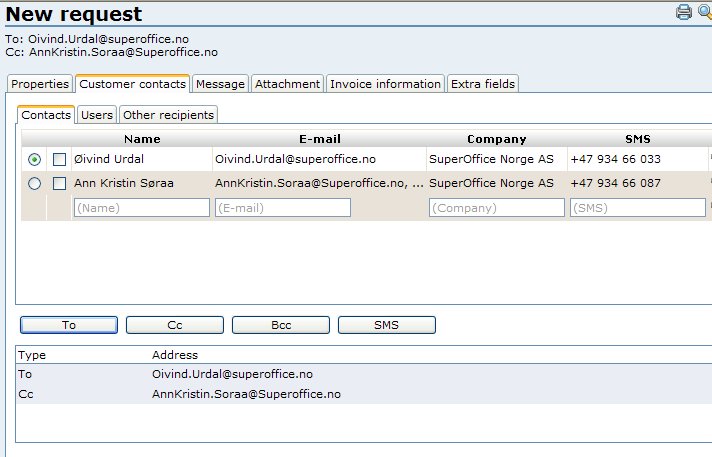 New request
To: Oivind.Urdal@superoffice.no
Cc: AnnKristin.Soraa@Superoffice.no
Properties Customer contacts Message Attachment Invoice information Extra fields
Contacts Users Other recipients
Name E-mail Company SMS
Øivind Urdal Oivind.Urdal@superoffice.no SuperOffice Norge AS +47 934 66 033
Ann Kristin Søraa AnnKristin.Soraa@Superoffice.no, ... SuperOffice Norge AS +47 934 66 087
(Name) (E-mail) (Company) (SMS)
To Cc Bcc SMS
Type Address
To Oivind.Urdal@superoffice.no
Cc AnnKristin.Soraa@Superoffice.no